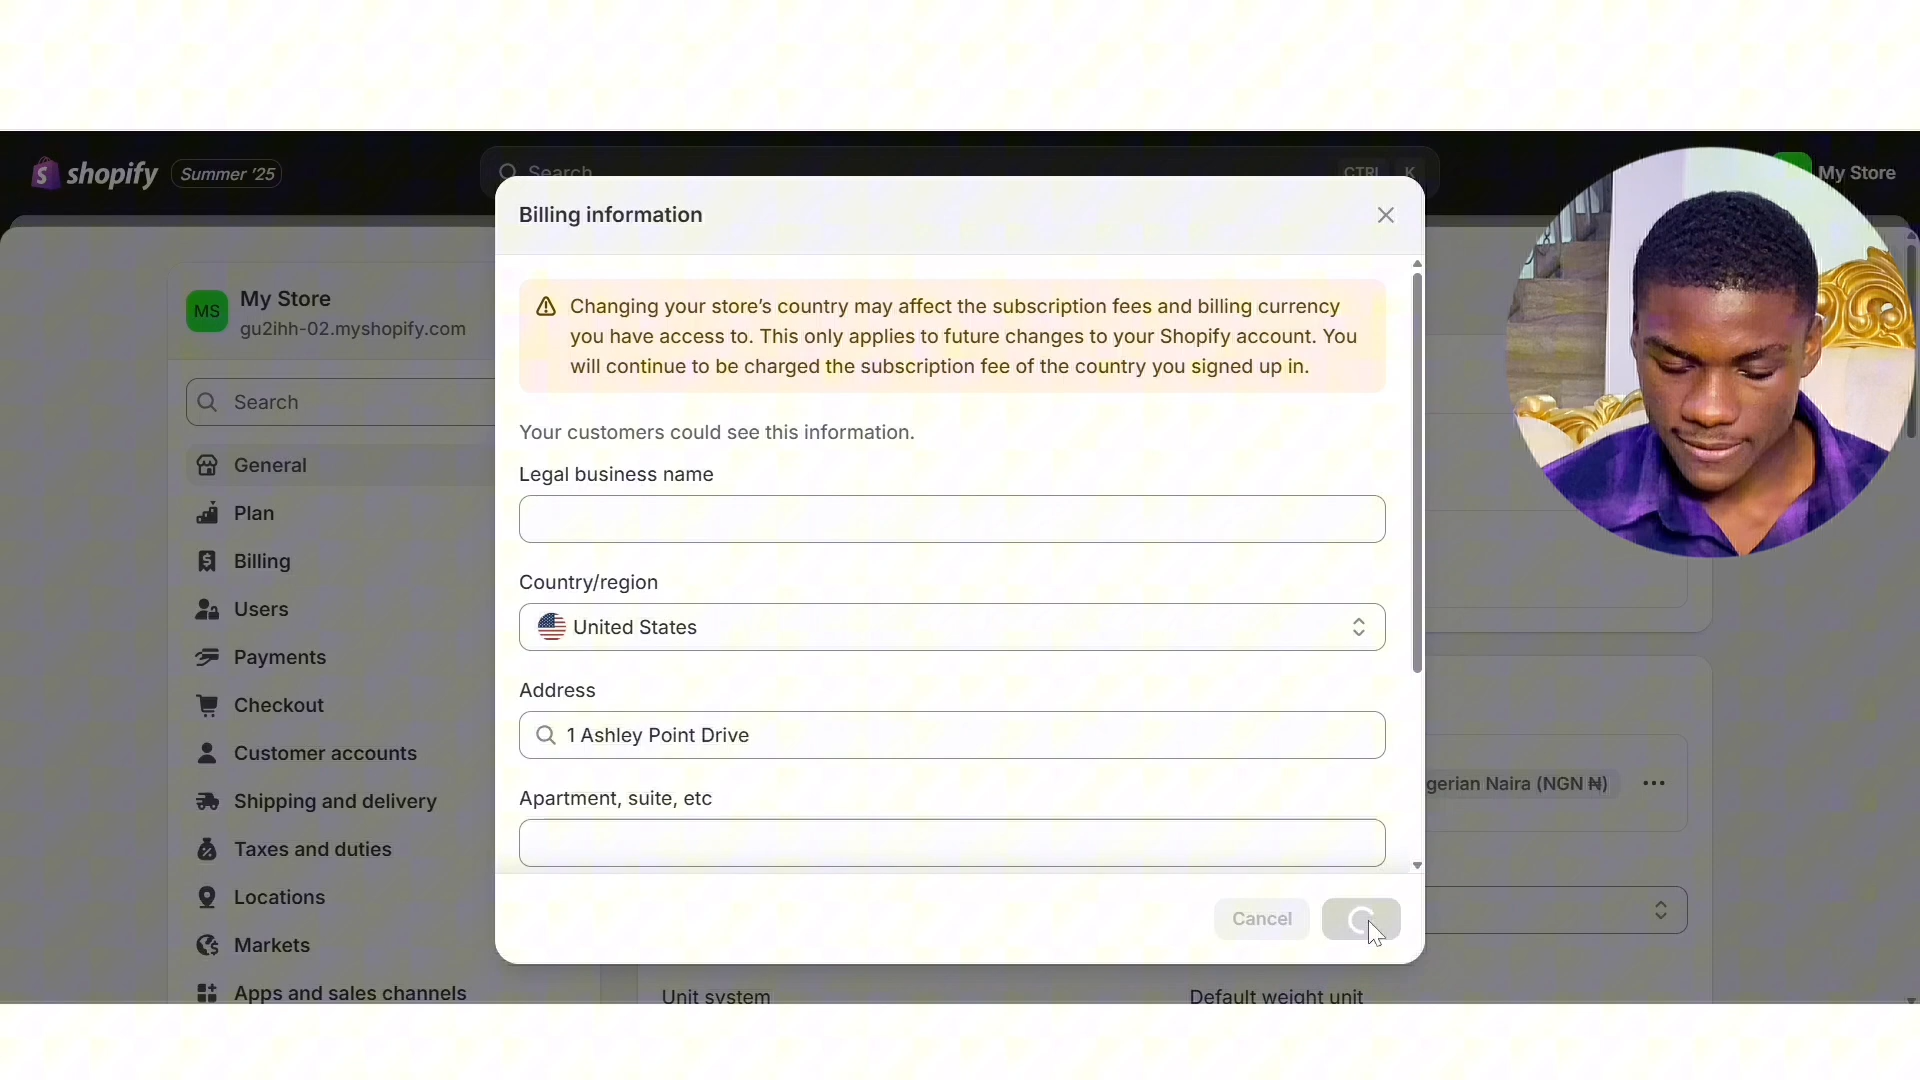 shopify
Summer '25
Search
CTRL K
My Store
Billing information
MS
My Store
gu2ihh-02.myshopify.com
Search
General
Plan
Billing
Users
Payments
Checkout
Customer accounts
Shipping and delivery
Taxes and duties
Locations
Markets
Apps and sales channels
Changing your store's country may affect the subscription fees and billing currency
you have access to. This only applies to future changes to your Shopify account. You
will continue to be charged the subscription fee of the country you signed up in.
Your customers could see this information.
Legal business name
Country/region
United States
Address
1 Ashley Point Drive
Apartment, suite, etc
Cancel
gerian Naira (NGN ₦)
Unit system
Default weight unit